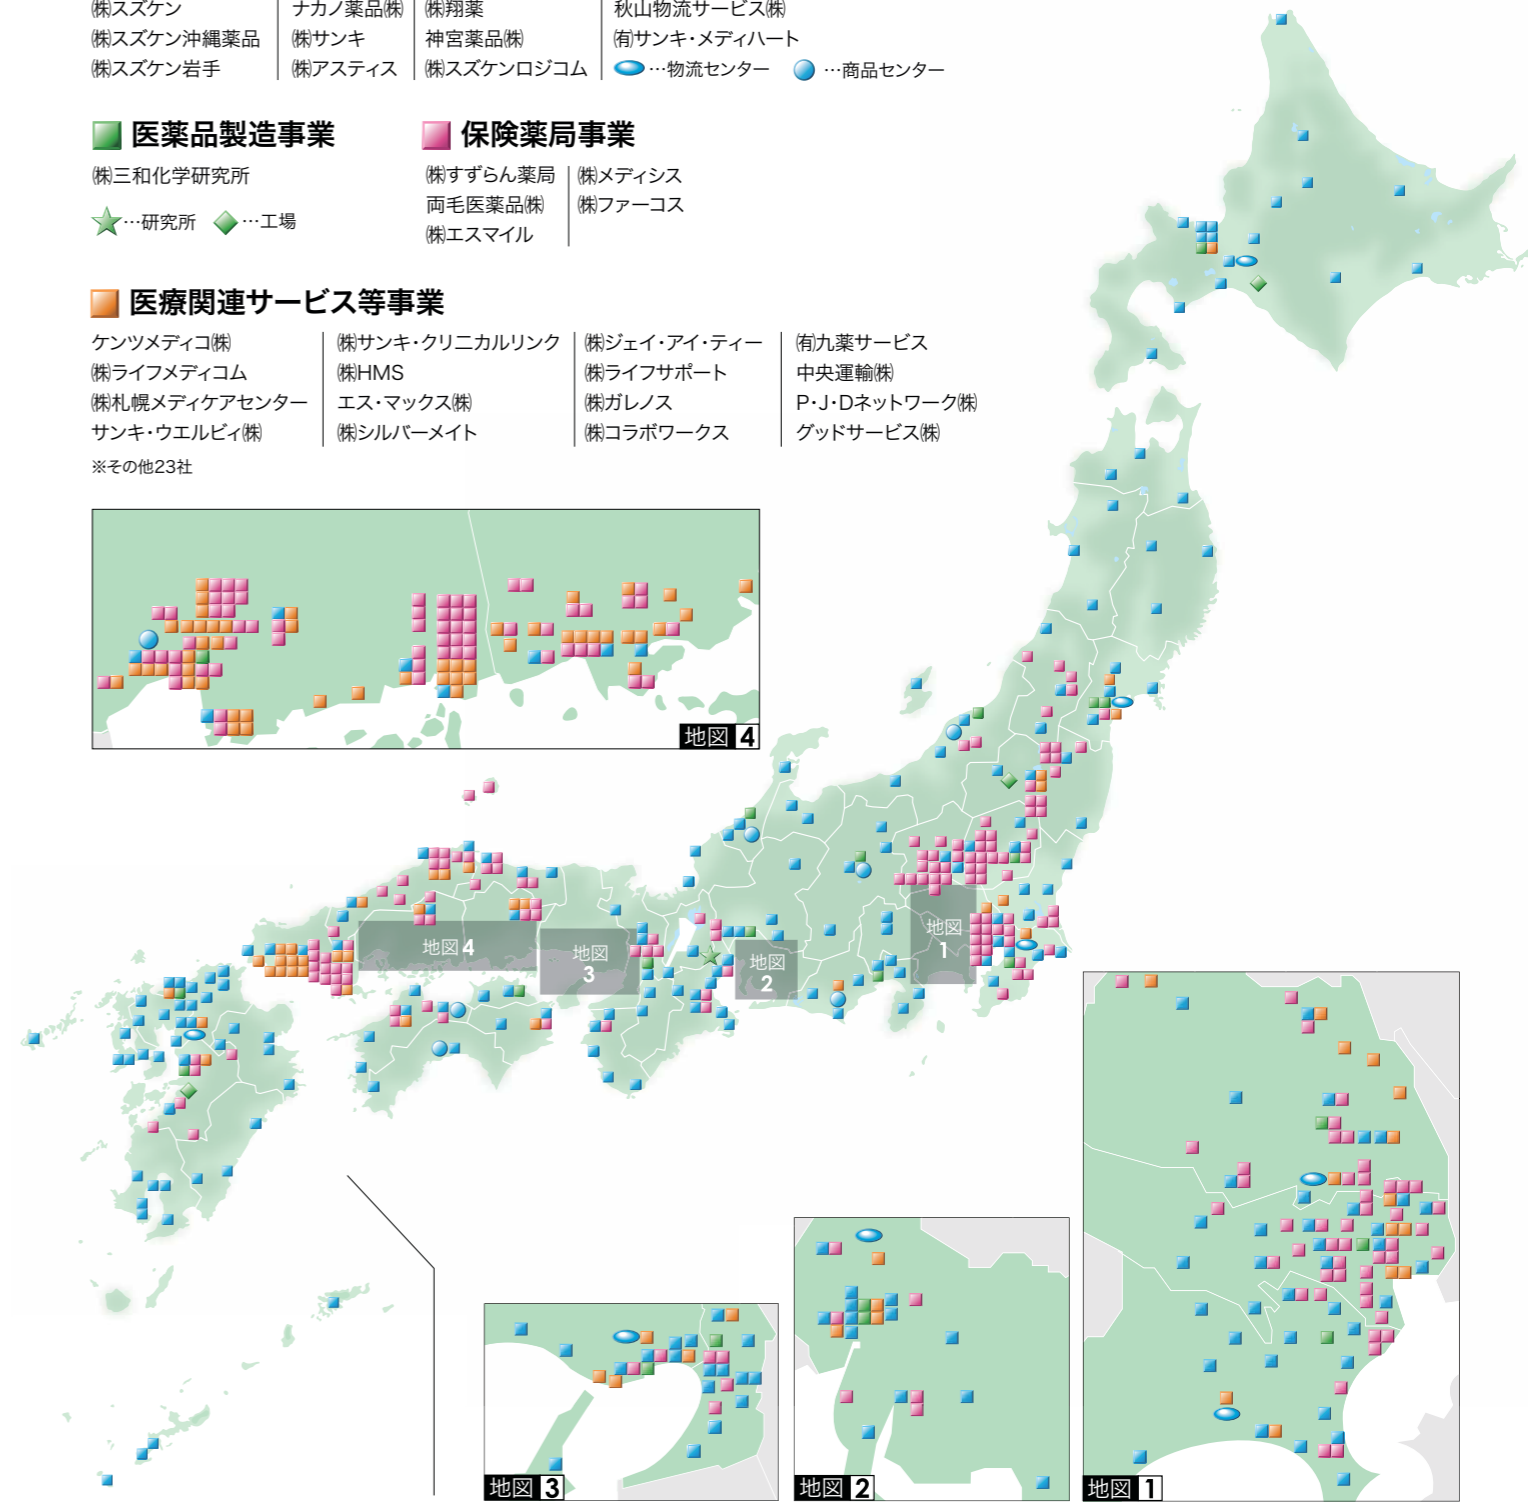 ㈱スズケン
㈱スズケン沖縄薬品
㈱スズケン岩手
ナカノ薬品㈱
㈱サンキ
㈱アスティス
㈱翔薬
神宮薬品㈱
㈱スズケンロジコム
秋山物流サービス㈱
㈲サンキ・メディハート
…物流センター …商品センター
医薬品製造事業
㈱三和化学研究所
…研究所 …工場
保険薬局事業
㈱すずらん薬局
両毛医薬品㈱
㈱エスマイル
㈱メディシス
㈱ファーコス
医療関連サービス等事業
ケンツメディコ㈱
㈱ライフメディコム
㈱札幌メディケアセンター
サンキ・ウエルビィ㈱
㈱サンキ・クリニカルリンク
㈱HMS
エス・マックス㈱
㈱シルバーメイト
㈱ジェイ・アイ・ティー
㈱ライフサポート
㈱ガレノス
㈱コラボワークス
㈲九薬サービス
中央運輸㈱
P・J・Dネットワーク㈱
グッドサービス㈱
※その他23社
地図 4
地図 4
地図
3
地図
2
地図
1
地図 3
地図 2
地図 1